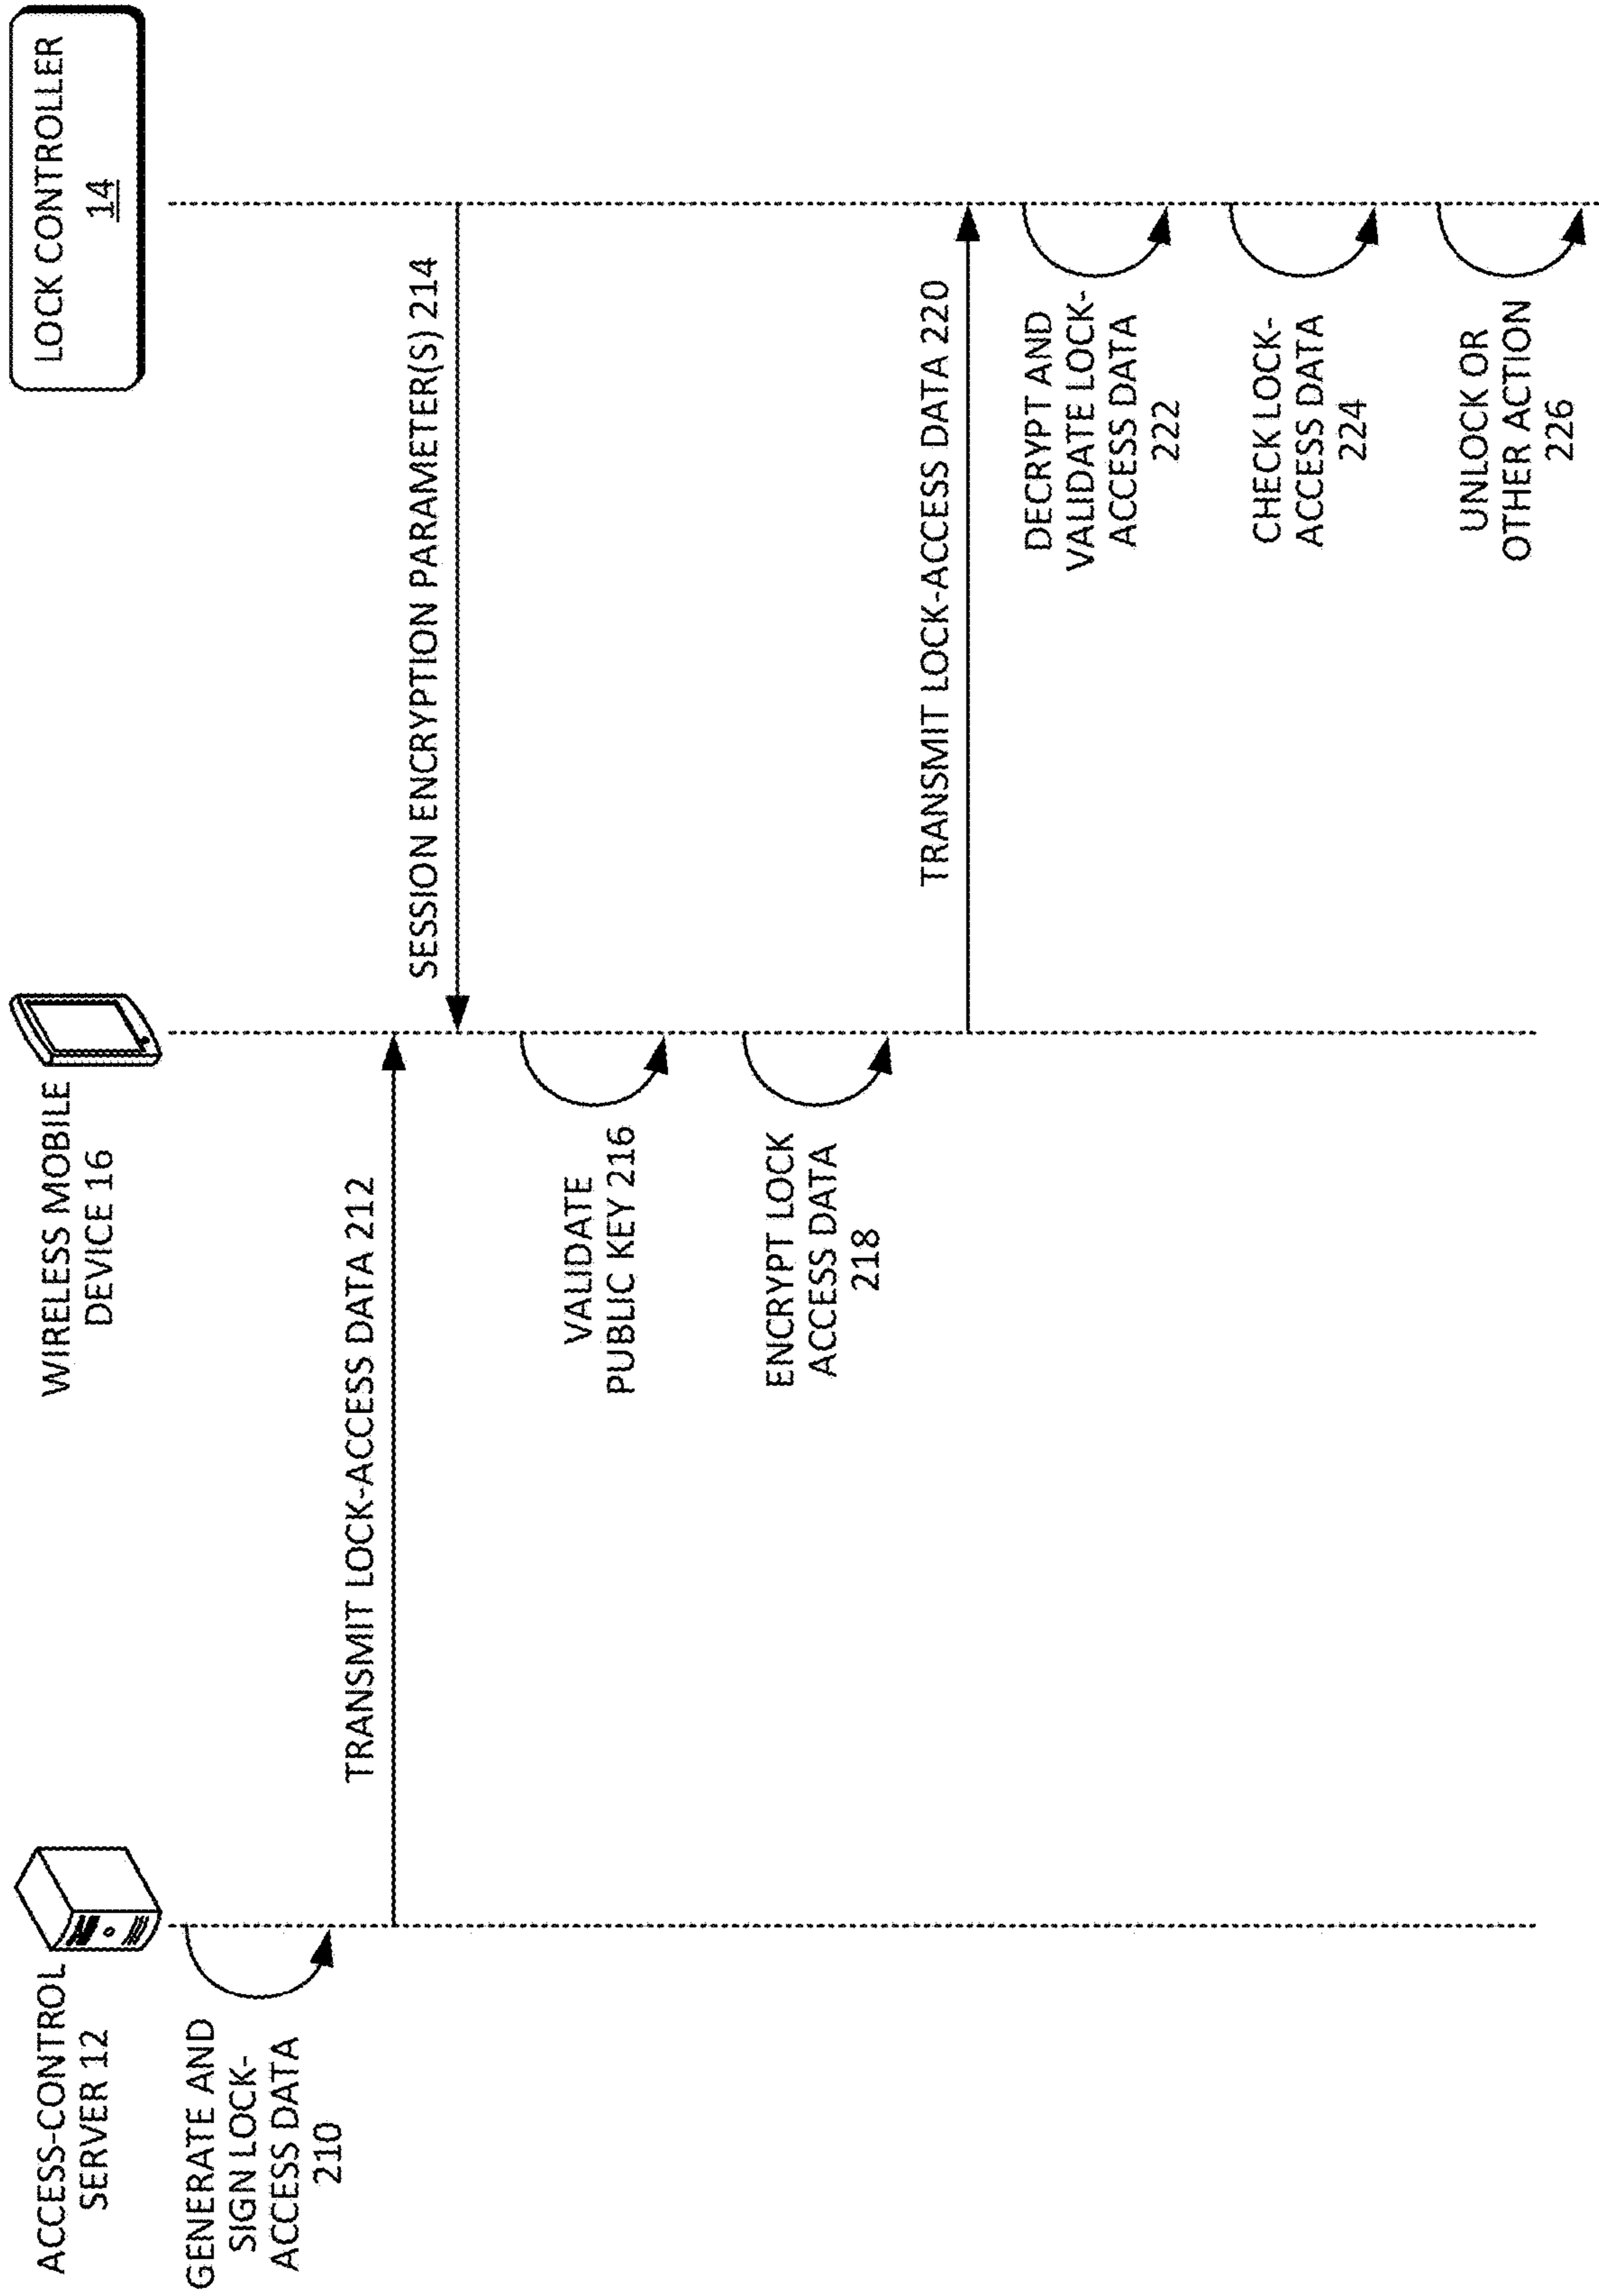 ACCESS-CONTROL
SERVER 12
WIRELESS MOBILE
DEVICE 16
LOCK CONTROLLER
14
GENERATE AND
SIGN LOCK-
ACCESS DATA
210
TRANSMIT LOCK-ACCESS DATA 212
SESSION ENCRYPTION PARAMETER(S) 214
VALIDATE
PUBLIC KEY 216
ENCRYPT LOCK
ACCESS DATA
218
TRANSMIT LOCK-ACCESS DATA 220
DECRYPT AND
VALIDATE LOCK-
ACCESS DATA
222
CHECK LOCK-
ACCESS DATA
224
UNLOCK OR
OTHER ACTION
226